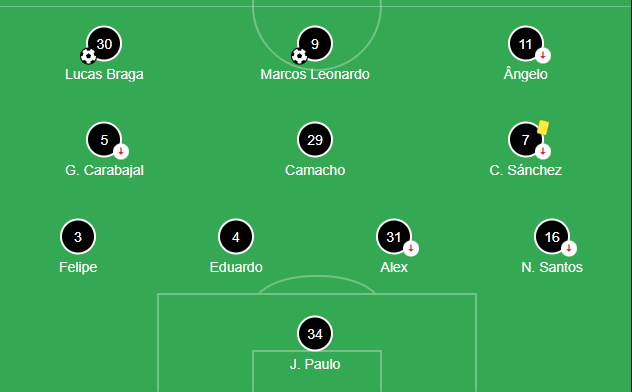 30 9 11
Lucas Braga Marcos Leonardo Ângelo
5 29 7
G. Carabajal Camacho C. Sánchez
3 4 31 16
Felipe Eduardo Alex N. Santos
34
J. Paulo